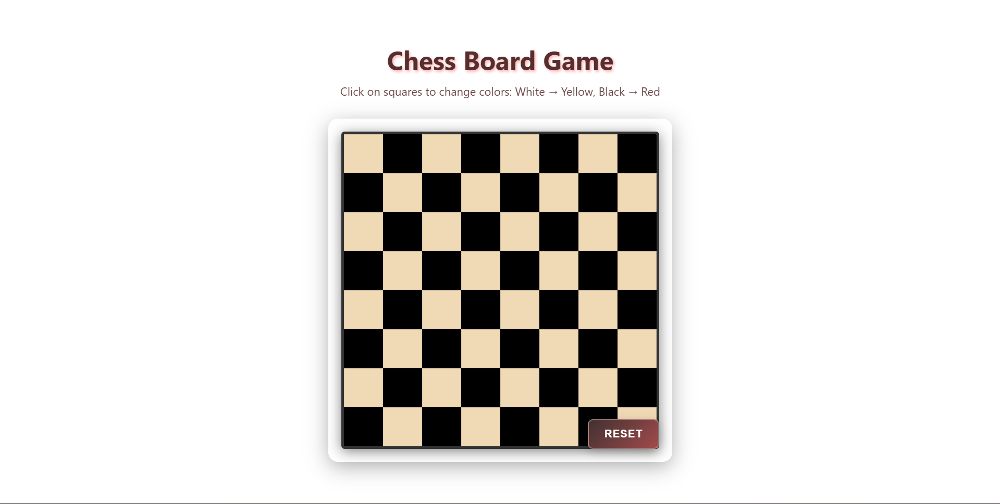 Chess Board Game
Click on squares to change colors: White → Yellow, Black → Red
RESET